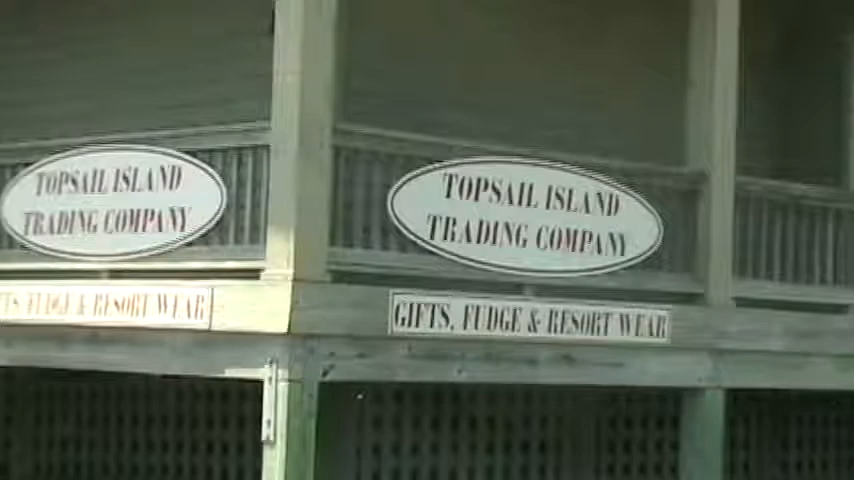 TOPSAIL ISLAND
TRADING COMPANY
FUDGE & RESORT WEAR
TOPSAIL ISLAND
TRADING COMPANY
GIFTS, FUDGE & RESORT WEAR